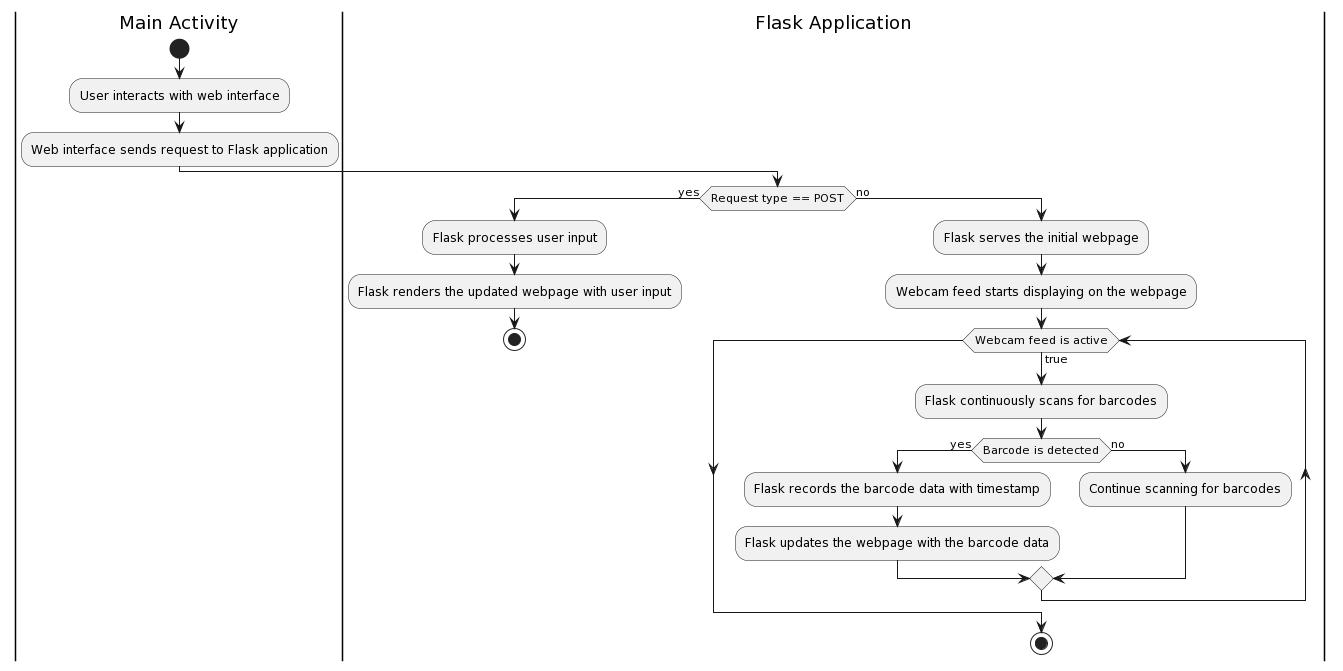 Main Activity
Flask Application
User interacts with web interface
Web interface sends request to Flask application
yes
Request type == POST
no
Flask processes user input
Flask serves the initial webpage
Flask renders the updated webpage with user input
Webcam feed starts displaying on the webpage
Webcam feed is active
true
Flask continuously scans for barcodes
yes
Barcode is detected
no
Flask records the barcode data with timestamp
Continue scanning for barcodes
Flask updates the webpage with the barcode data